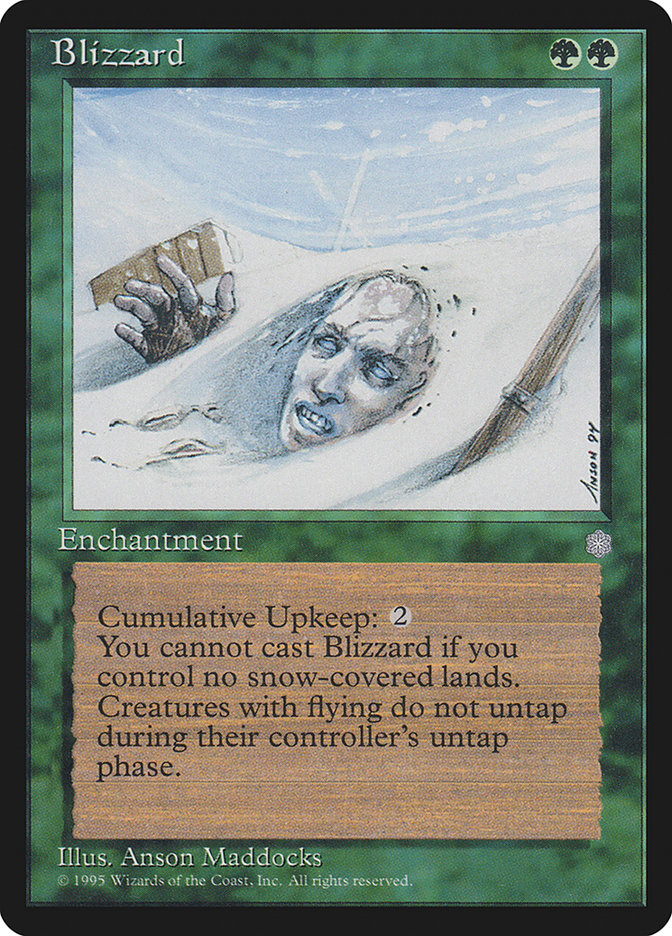 Blizzard
Enchantment
Cumulative Upkeep: 2
You cannot cast Blizzard if you
control no snow-covered lands.
Creatures with flying do not untap
during their controller's untap
phase.
ANSON 94
Illus. Anson Maddocks
© 1995 Wizards of the Coast, Inc. All rights reserved.